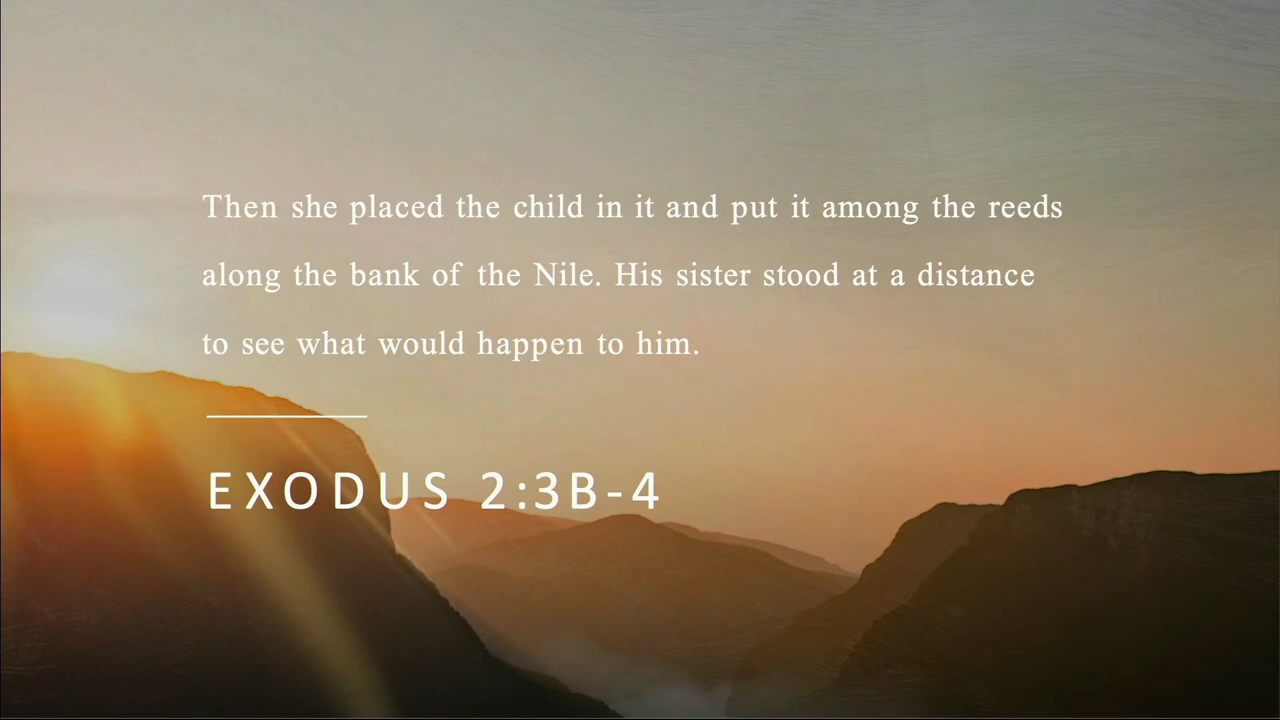 Then she placed the child in it and put it among the reeds
along the bank of the Nile. His sister stood at a distance
to see what would happen to him.
EXODUS 2:3B-4